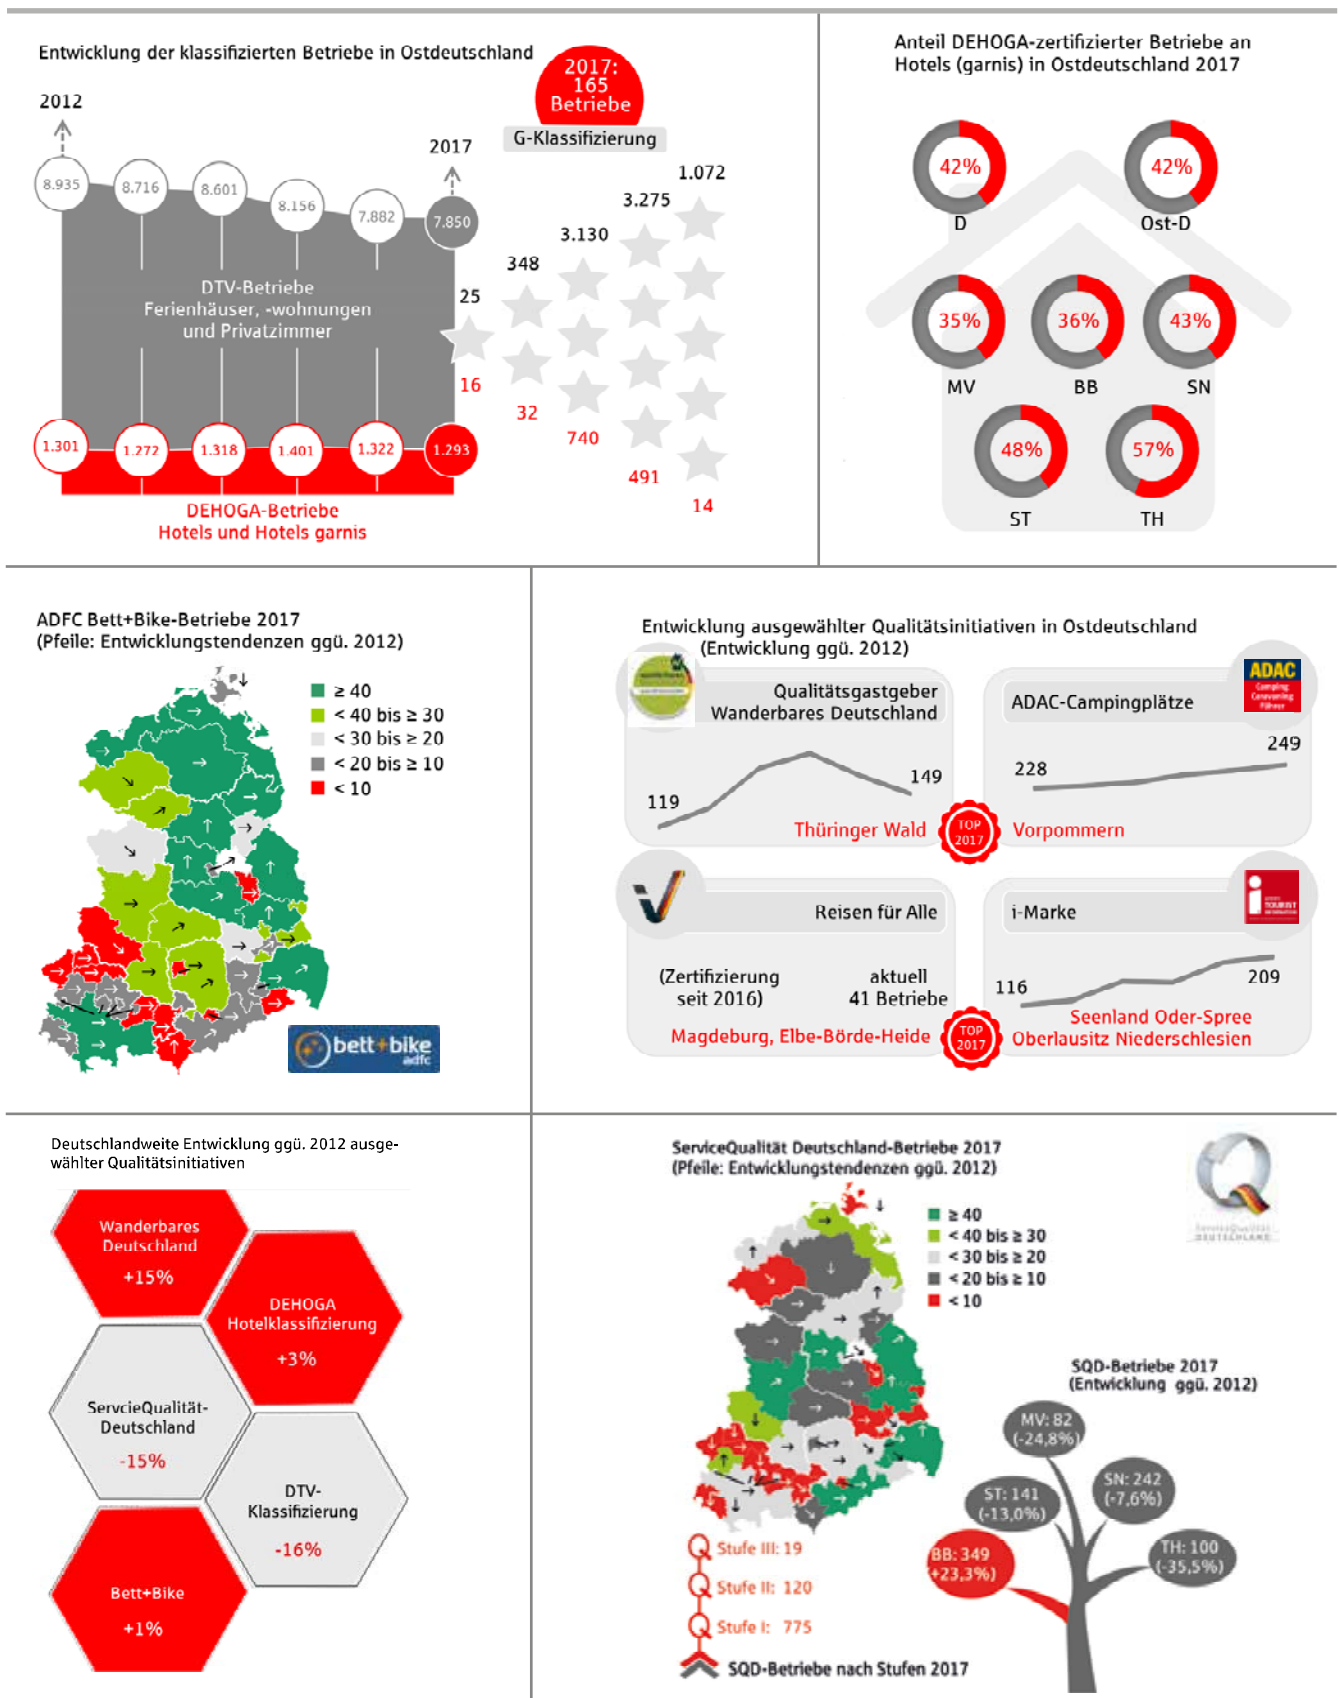 Entwicklung der klassifizierten Betriebe in Ostdeutschland
2017:
165
Betriebe
G-Klassifizierung
2012
2017
8.935
8.716
8.601
8.156
7.882
7.850
DTV-Betriebe
Ferienhäuser, -wohnungen
und Privatzimmer
25
348
3.130
3.275
1.072
16
32
740
491
14
1.301
1.272
1.318
1.401
1.322
1.293
DEHOGA-Betriebe
Hotels und Hotels garnis
Anteil DEHOGA-zertifizierter Betriebe an
Hotels (garnis) in Ostdeutschland 2017
42%
D
42%
Ost-D
35%
MV
36%
BB
43%
SN
48%
ST
57%
TH
ADFC Bett+Bike-Betriebe 2017
(Pfeile: Entwicklungstendenzen ggü. 2012)
≥ 40
< 40 bis ≥ 30
< 30 bis ≥ 20
< 20 bis ≥ 10
< 10
bett+bike
adfc
Entwicklung ausgewählter Qualitätsinitiativen in Ostdeutschland
(Entwicklung ggü. 2012)
Qualitätsgastgeber
Wanderbares Deutschland
119
149
Thüringer Wald
TOP
2017
ADAC-Campingplätze
ADAC
Camping
Caravaning
Führer
228
249
Vorpommern
Reisen für Alle
(Zertifizierung
seit 2016)
aktuell
41 Betriebe
Magdeburg, Elbe-Börde-Heide
TOP
2017
i-Marke
i
TOURIST
INFORMATION
116
209
Seenland Oder-Spree
Oberlausitz Niederschlesien
Deutschlandweite Entwicklung ggü. 2012 ausge-
wählter Qualitätsinitiativen
Wanderbares
Deutschland
+15%
DEHOGA
Hotelklassifizierung
+3%
ServcieQualität-
Deutschland
-15%
DTV-
Klassifizierung
-16%
Bett+Bike
+1%
ServiceQualität Deutschland-Betriebe 2017
(Pfeile: Entwicklungstendenzen ggü. 2012)
ServiceQualität
DEUTSCHLAND
≥ 40
< 40 bis ≥ 30
< 30 bis ≥ 20
< 20 bis ≥ 10
< 10
SQD-Betriebe 2017
(Entwicklung ggü. 2012)
MV: 82
(-24,8%)
SN: 242
(-7,6%)
ST: 141
(-13,0%)
BB: 349
+23,3%)
TH: 100
(-35,5%)
Stufe III: 19
Stufe II: 120
Stufe I: 775
SQD-Betriebe nach Stufen 2017